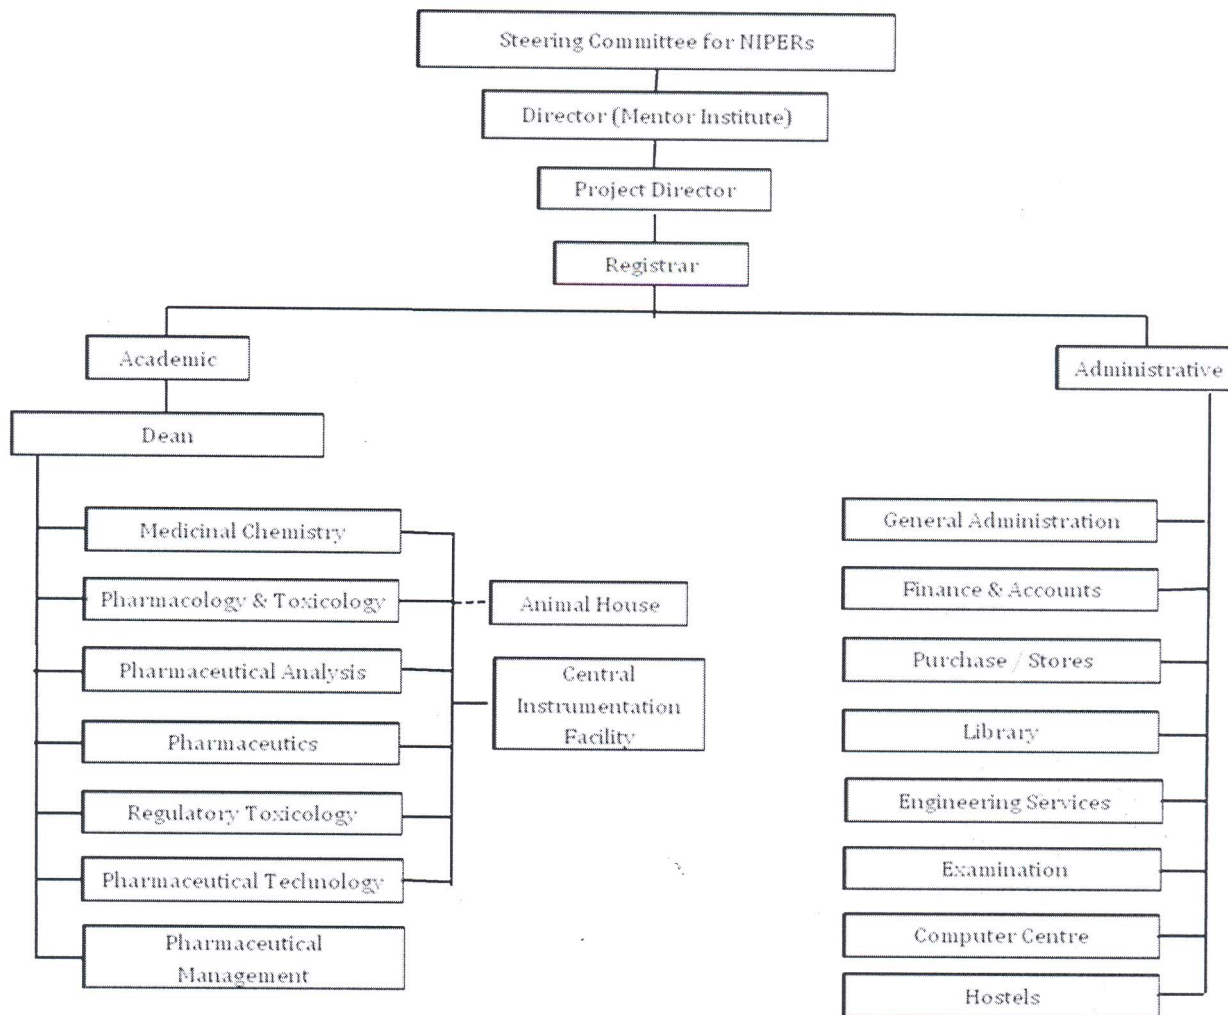 Steering Committee for NIPERs
Director (Mentor Institute)
Project Director
Registrar
Academic
Administrative
Dean
Medicinal Chemistry
Pharmacology & Toxicology
Pharmaceutical Analysis
Pharmaceutics
Regulatory Toxicology
Pharmaceutical Technology
Pharmaceutical
Management
Animal House
Central
Instrumentation
Facility
General Administration
Finance & Accounts
Purchase / Stores
Library
Engineering Services
Examination
Computer Centre
Hostels